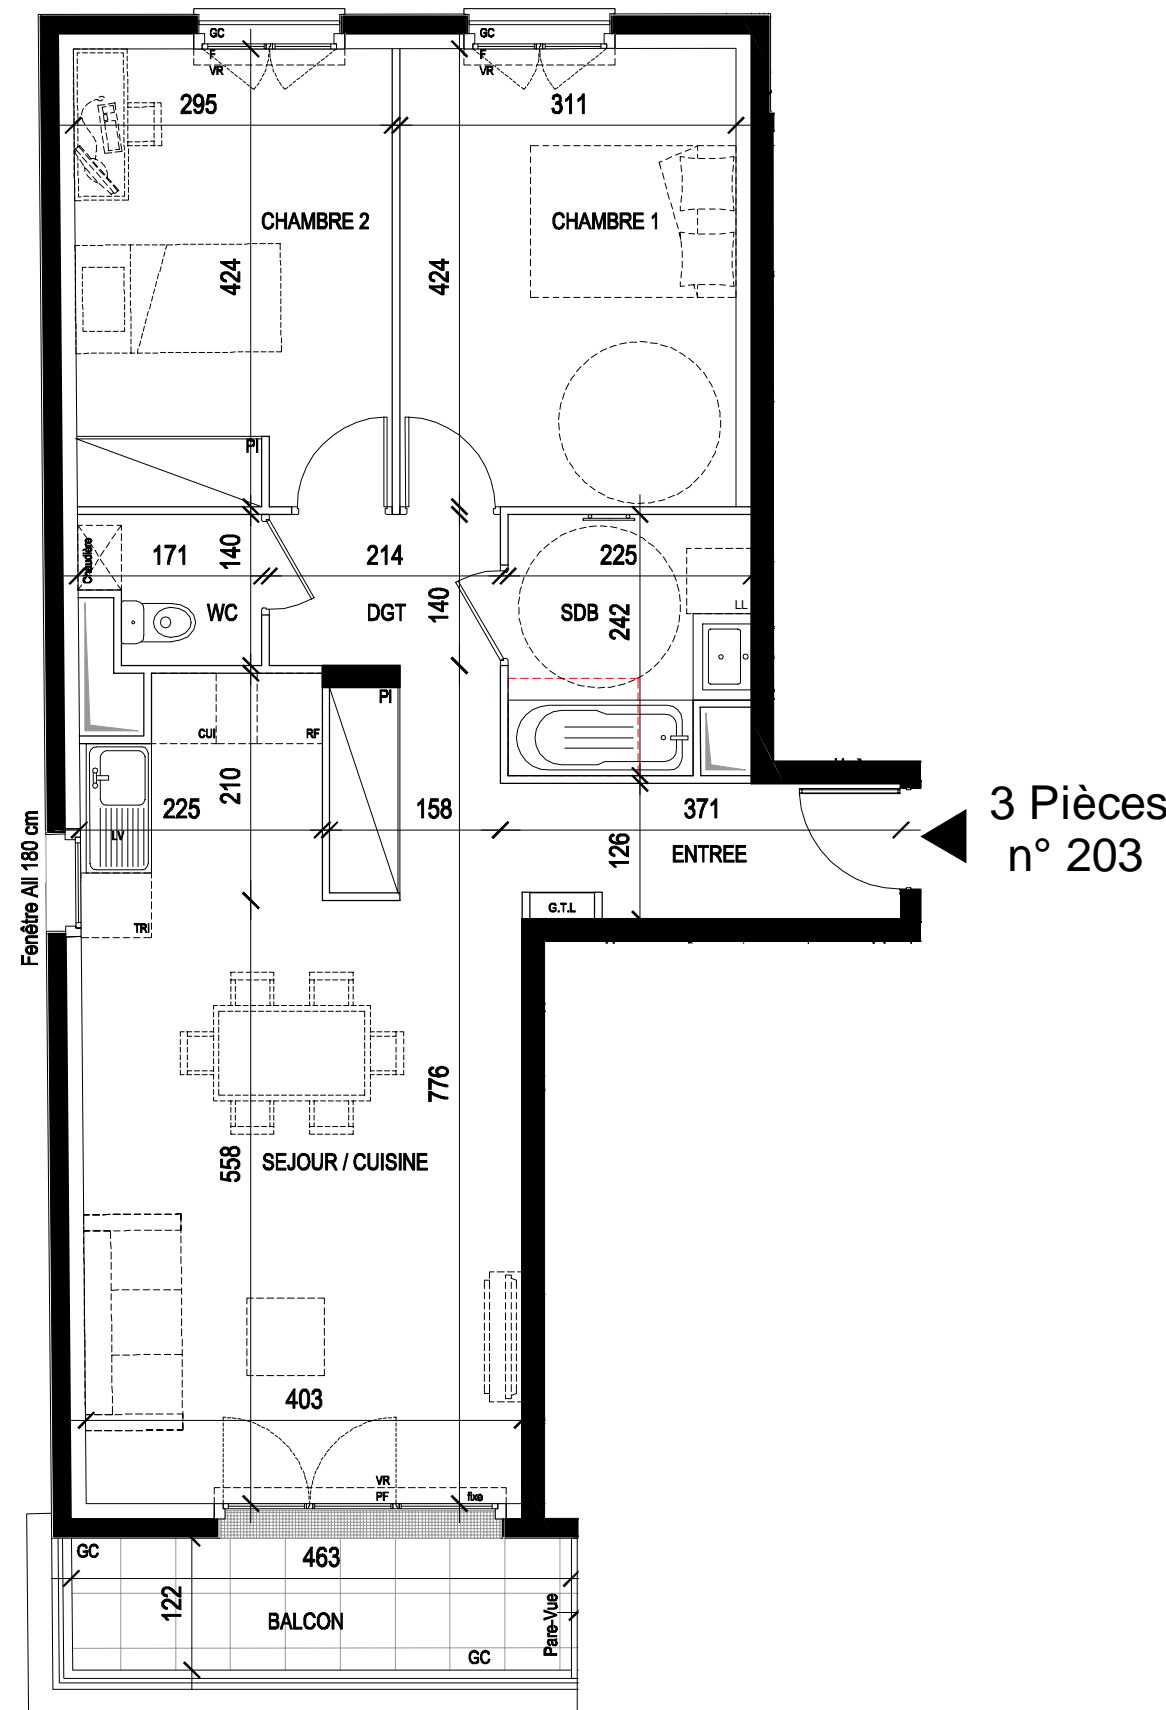 GC
F
VR
GC
F
VR
295
311
CHAMBRE 2
CHAMBRE 1
424
424
Pl
Chaudière
171
140
214
225
WC
DGT
140
SDB
242
LL
Pl
CUI
RF
210
225
158
371
LV
126
ENTREE
3 Pièces
n° 203
Fenêtre All 180 cm
G.T.L
TRI
776
558
SEJOUR / CUISINE
403
VR
PF
fixe
GC
463
122
BALCON
Pare-Vue
GC